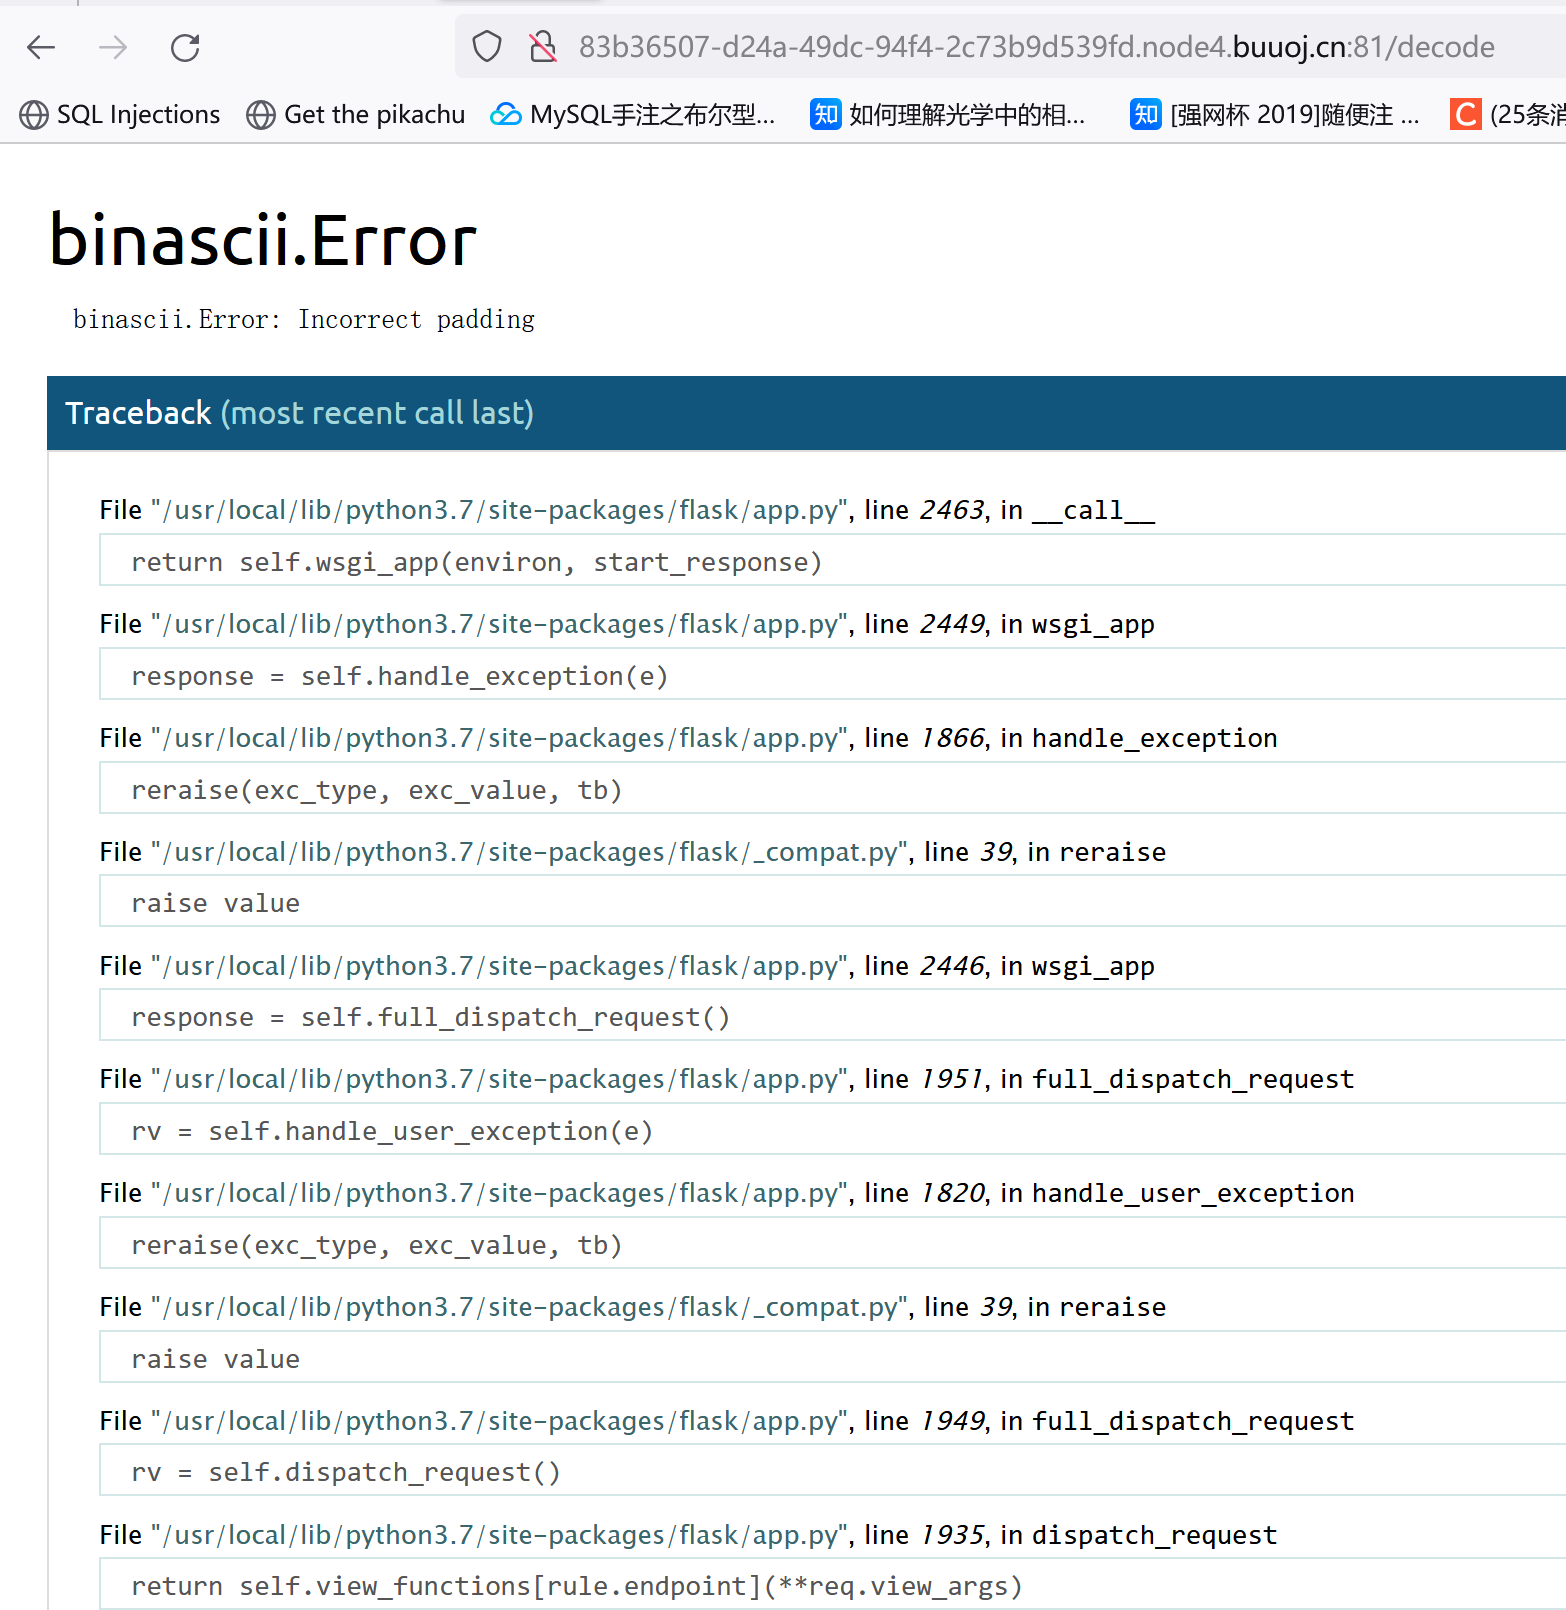 83b36507-d24a-49dc-94f4-2c73b9d539fd.node4.buuoj.cn:81/decode
SQL Injections Get the pikachu MySQL手注之布尔型... 知 如何理解光学中的相... 知 [强网杯 2019]随便注 ... C (25条消
binascii.Error
binascii.Error: Incorrect padding
Traceback (most recent call last)
File "/usr/local/lib/python3.7/site-packages/flask/app.py", line 2463, in __call__
return self.wsgi_app(environ, start_response)
File "/usr/local/lib/python3.7/site-packages/flask/app.py", line 2449, in wsgi_app
response = self.handle_exception(e)
File "/usr/local/lib/python3.7/site-packages/flask/app.py", line 1866, in handle_exception
reraise(exc_type, exc_value, tb)
File "/usr/local/lib/python3.7/site-packages/flask/_compat.py", line 39, in reraise
raise value
File "/usr/local/lib/python3.7/site-packages/flask/app.py", line 2446, in wsgi_app
response = self.full_dispatch_request()
File "/usr/local/lib/python3.7/site-packages/flask/app.py", line 1951, in full_dispatch_request
rv = self.handle_user_exception(e)
File "/usr/local/lib/python3.7/site-packages/flask/app.py", line 1820, in handle_user_exception
reraise(exc_type, exc_value, tb)
File "/usr/local/lib/python3.7/site-packages/flask/_compat.py", line 39, in reraise
raise value
File "/usr/local/lib/python3.7/site-packages/flask/app.py", line 1949, in full_dispatch_request
rv = self.dispatch_request()
File "/usr/local/lib/python3.7/site-packages/flask/app.py", line 1935, in dispatch_request
return self.view_functions[rule.endpoint](**req.view_args)